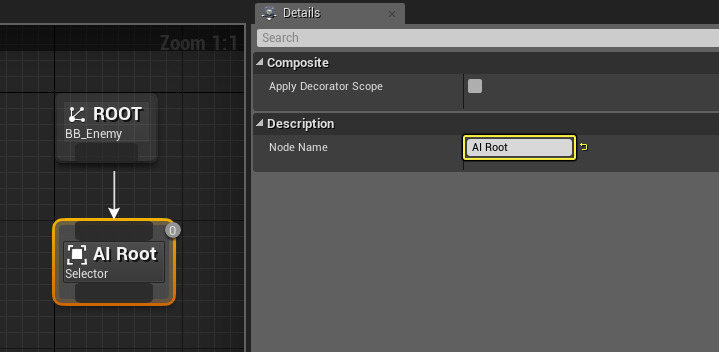 Zoom 1:1
ROOT
BB_Enemy
0
AI Root
Selector
Details
Search
Composite
Apply Decorator Scope
Description
Node Name
AI Root